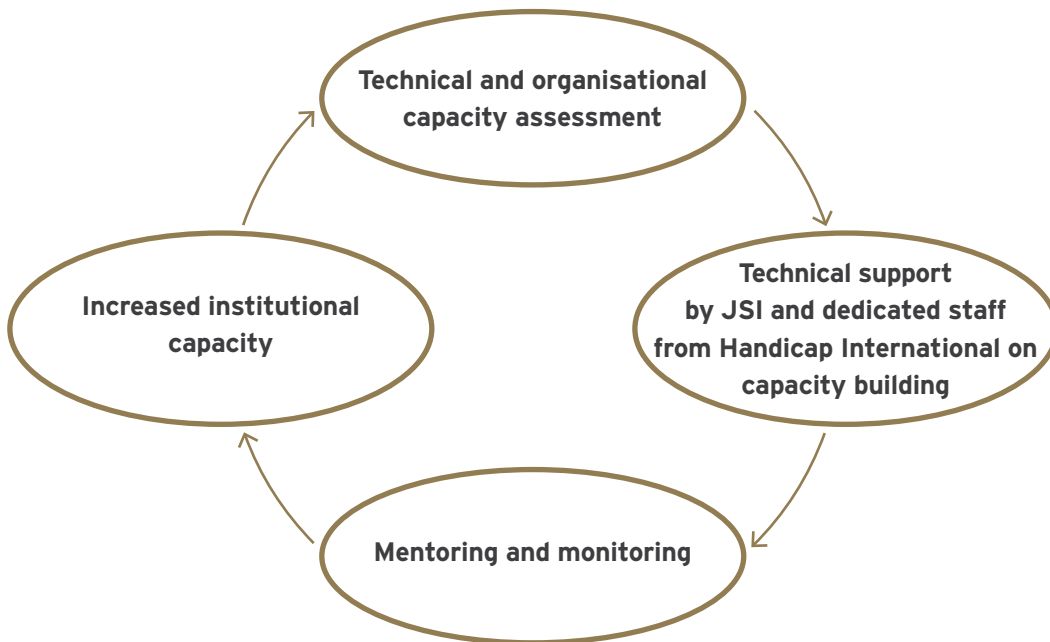 Technical and organisational
capacity assessment
Technical support
by JSI and dedicated staff
from Handicap International on
capacity building
Mentoring and monitoring
Increased institutional
capacity